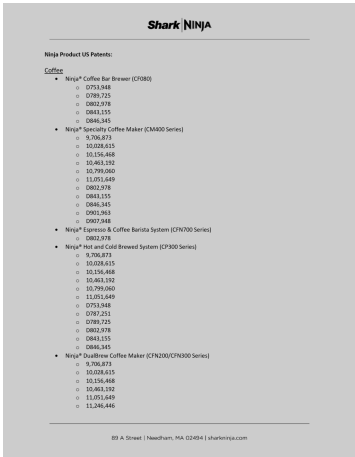 Shark|NINJA
Ninja Product US Patents:
Coffee
• Ninja® Coffee Bar Brewer (CF080)
o D753,948
o D789,725
o D802,978
o D843,155
o D846,345
• Ninja® Specialty Coffee Maker (CM400 Series)
o 9,706,873
o 10,028,615
o 10,156,468
o 10,463,192
o 10,799,060
o 11,051,649
o D802,978
o D843,155
o D846,345
o D901,963
o D907,948
• Ninja® Espresso & Coffee Barista System (CFN700 Series)
o D802,978
• Ninja® Hot and Cold Brewed System (CP300 Series)
o 9,706,873
o 10,028,615
o 10,156,468
o 10,463,192
o 10,799,060
o 11,051,649
o D753,948
o D787,251
o D789,725
o D802,978
o D843,155
o D846,345
• Ninja® DualBrew Coffee Maker (CFN200/CFN300 Series)
o 9,706,873
o 10,028,615
o 10,156,468
o 10,463,192
o 11,051,649
o 11,246,446
89 A Street | Needham, MA 02494 | sharkninja.com